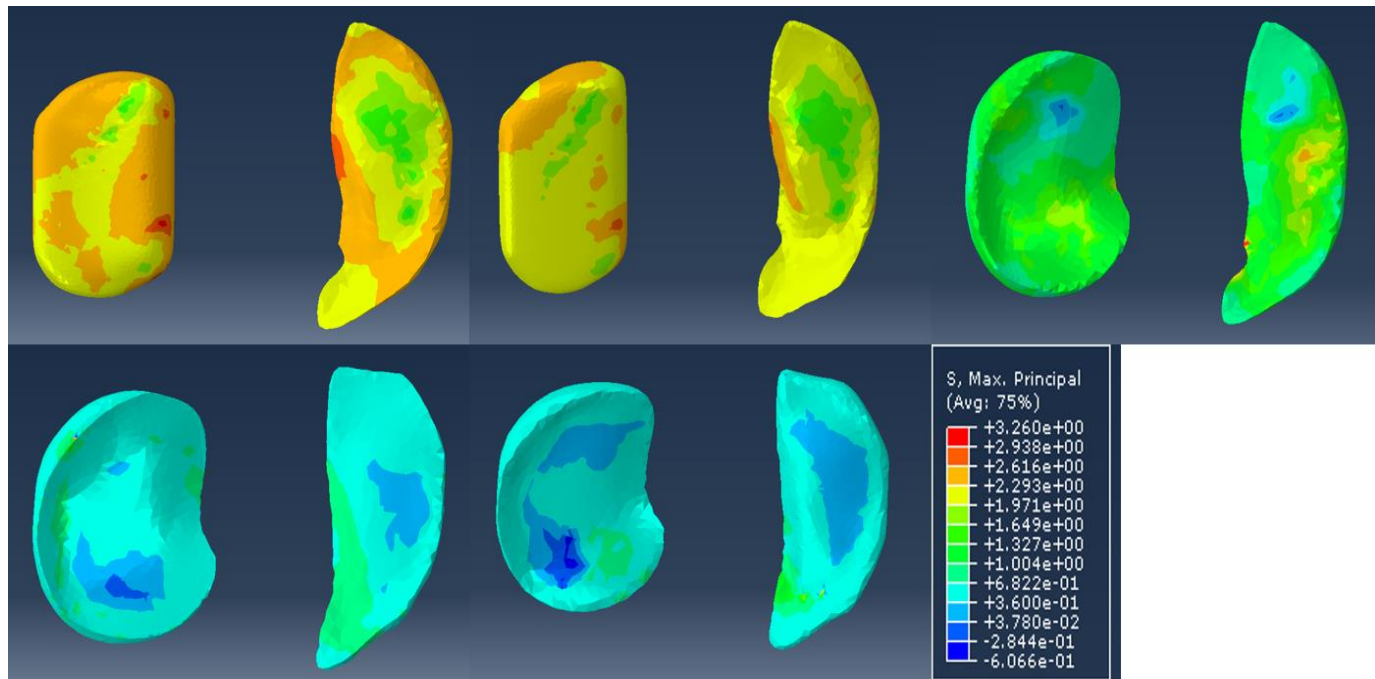 S, Max. Principal
(Avg: 75%)
+3.260e+00
+2.938e+00
+2.616e+00
+2.293e+00
+1.971e+00
+1.649e+00
+1.327e+00
+1.004e+00
+6.822e-01
+3.600e-01
+3.780e-02
-2.844e-01
-6.066e-01